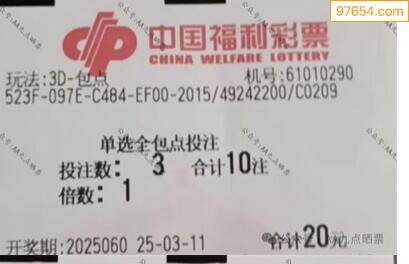 97654.com
中国福利彩票
CHINA WELFARE LOTTERY
玩法:3D-包点 机号:61010290
523F-097E-C484-EF00-2015/49242200/C0209
单选全包点投注
投注数: 3 合计10注
倍数: 1
开奖期:2025060 25-03-11 合计20元